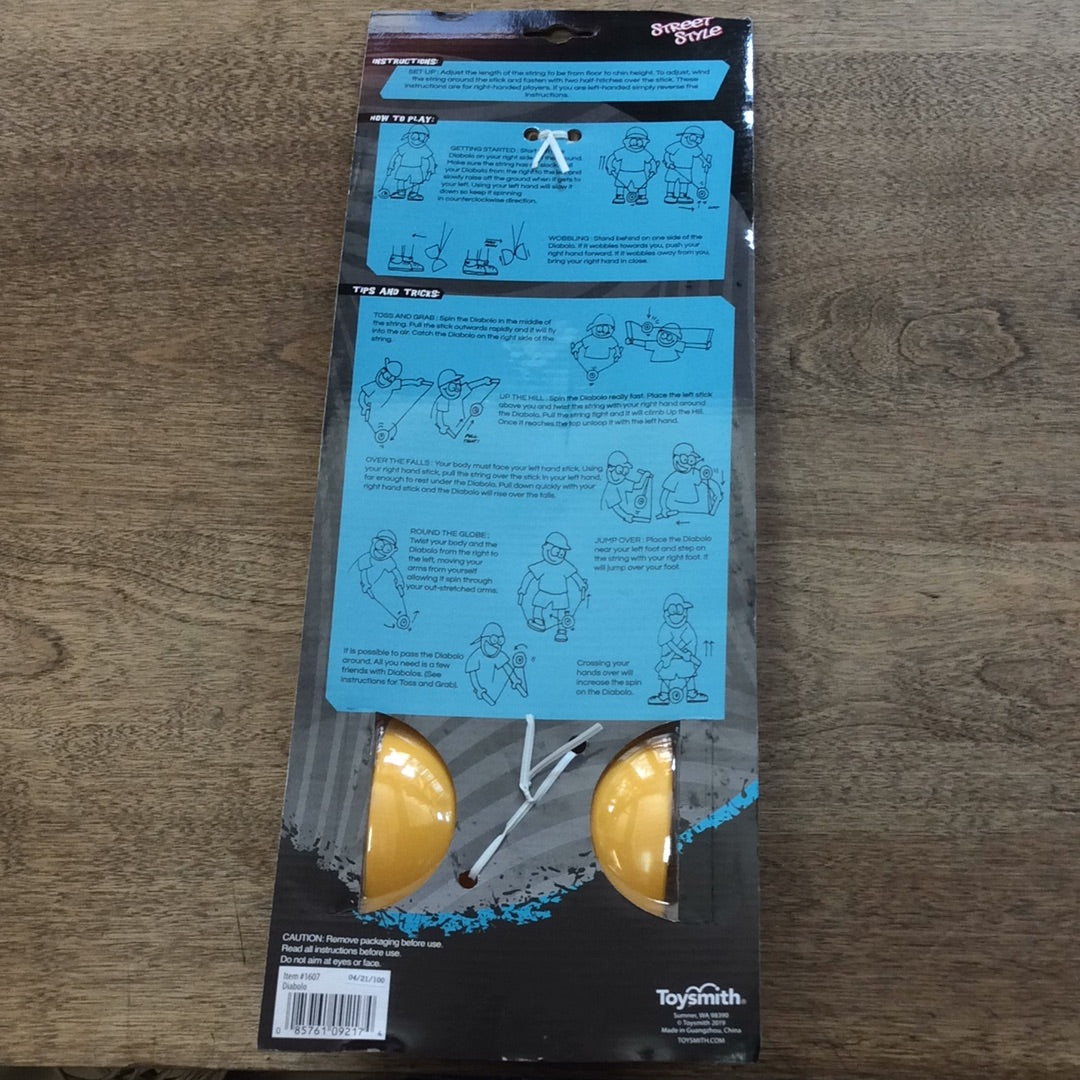 STREET
STYLE
INSTRUCTIONS:
SET UP : Adjust the length of the string to be from floor to chin height. To adjust, wind
the string around the stick and fasten with two half-hitches over the stick. These
instructions are for right-handed players, if you are left-handed simply reverse the
instructions.
HOW TO PLAY:
GETTING STARTED : Start
Diabolo on your right side
Make sure the string has slack
your Diabolo from the right to the and
slowly raise off the ground when it gets to
your left. Using your left hand will slow it
down so keep it spinning
in counterclockwise direction.
WOBBLING : Stand behind on one side of the
Diabolo. If it wobbles towards you, push your
right hand forward. If it wobbles away from you,
bring your right hand in close.
TIPS AND TRICKS:
TOSS AND GRAB : Spin the Diabolo in the middle of
the string. Pull the stick outwards rapidly and it will fly
into the air. Catch the Diabolo on the right side of the
string.
UP THE HILL : Spin the Diabolo really fast. Place the left stick
above you and twist the string with your right hand around
the Diabolo. Pull the string tight and it will climb Up the Hill.
Once it reaches the top unloop it with the left hand.
PULL
TIGHT!
OVER THE FALLS : Your body must face your left hand stick. Using
your right hand stick, pull the string over the stick in your left hand,
far enough to rest under the Diabolo. Pull down quickly with your
right hand stick and the Diabolo will rise over the falls.
ROUND THE GLOBE :
Twist your body and the
Diabolo from the right to
the left, moving your
arms from yourself
allowing it spin through
your out-stretched arms.
JUMP OVER : Place the Diabolo
near your left foot and step on
the string with your right foot. It
will jump over your foot.
It is possible to pass the Diabolo
around. All you need is a few
friends with Diabolos. (See
instructions for Toss and Grab).
Crossing your
hands over will
increase the spin
on the Diabolo.
CAUTION: Remove packaging before use.
Read all instructions before use.
Do not aim at eyes or face.
Item #1607 04/21/100
Diabolo
0 85761 09217 4
Toysmith®
Sumner, WA 98390
© Toysmith 2019
Made in Guangzhou, China
TOYSMITH.COM